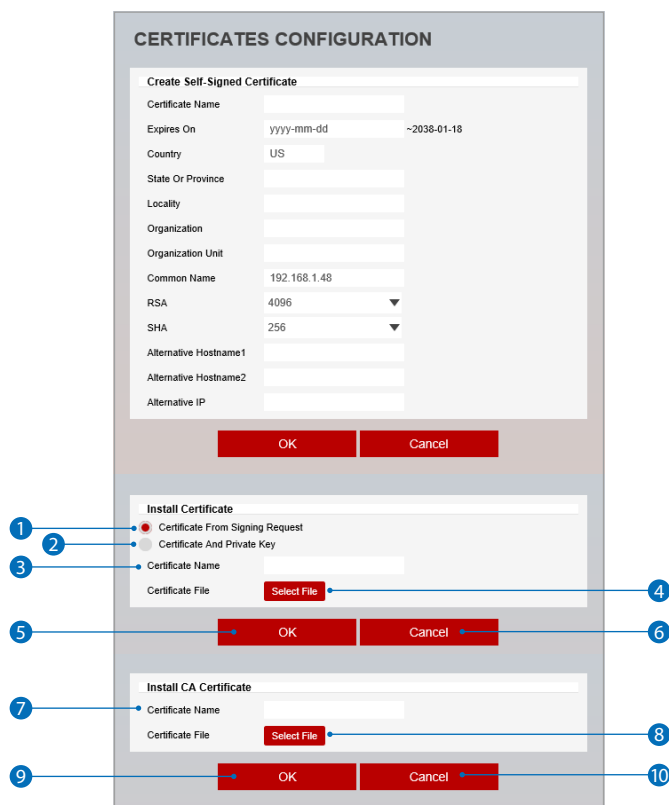 CERTIFICATES CONFIGURATION
Create Self-Signed Certificate
Certificate Name
Expires On yyyy-mm-dd ~2038-01-18
Country US
State Or Province
Locality
Organization
Organization Unit
Common Name 192.168.1.48
RSA 4096
SHA 256
Alternative Hostname1
Alternative Hostname2
Alternative IP
OK Cancel
Install Certificate
1 Certificate From Signing Request
2 Certificate And Private Key
3 Certificate Name
Certificate File Select File 4
5 OK Cancel 6
Install CA Certificate
7 Certificate Name
Certificate File Select File 8
9 OK Cancel 10